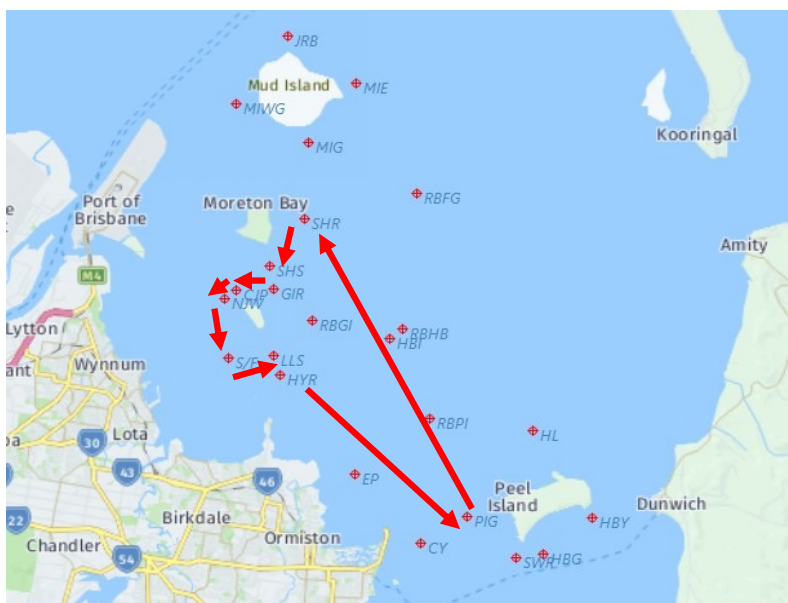 JRB
Mud Island
MIE
MIWG
MIG
Kooringal
RBFG
Port of
Brisbane
Moreton Bay
SHR
Amity
M4
SHS
GIR
CJP
NJW
RBGI
RBHB
HBI
Lytton
S/F
LLS
Wynnum
HYR
RBPI
HL
Lota
30
43
46
EP
Peel
Island
Dunwich
22
Birkdale
PIG
HBY
Ormiston
Chandler
CY
54
SWR
HBG